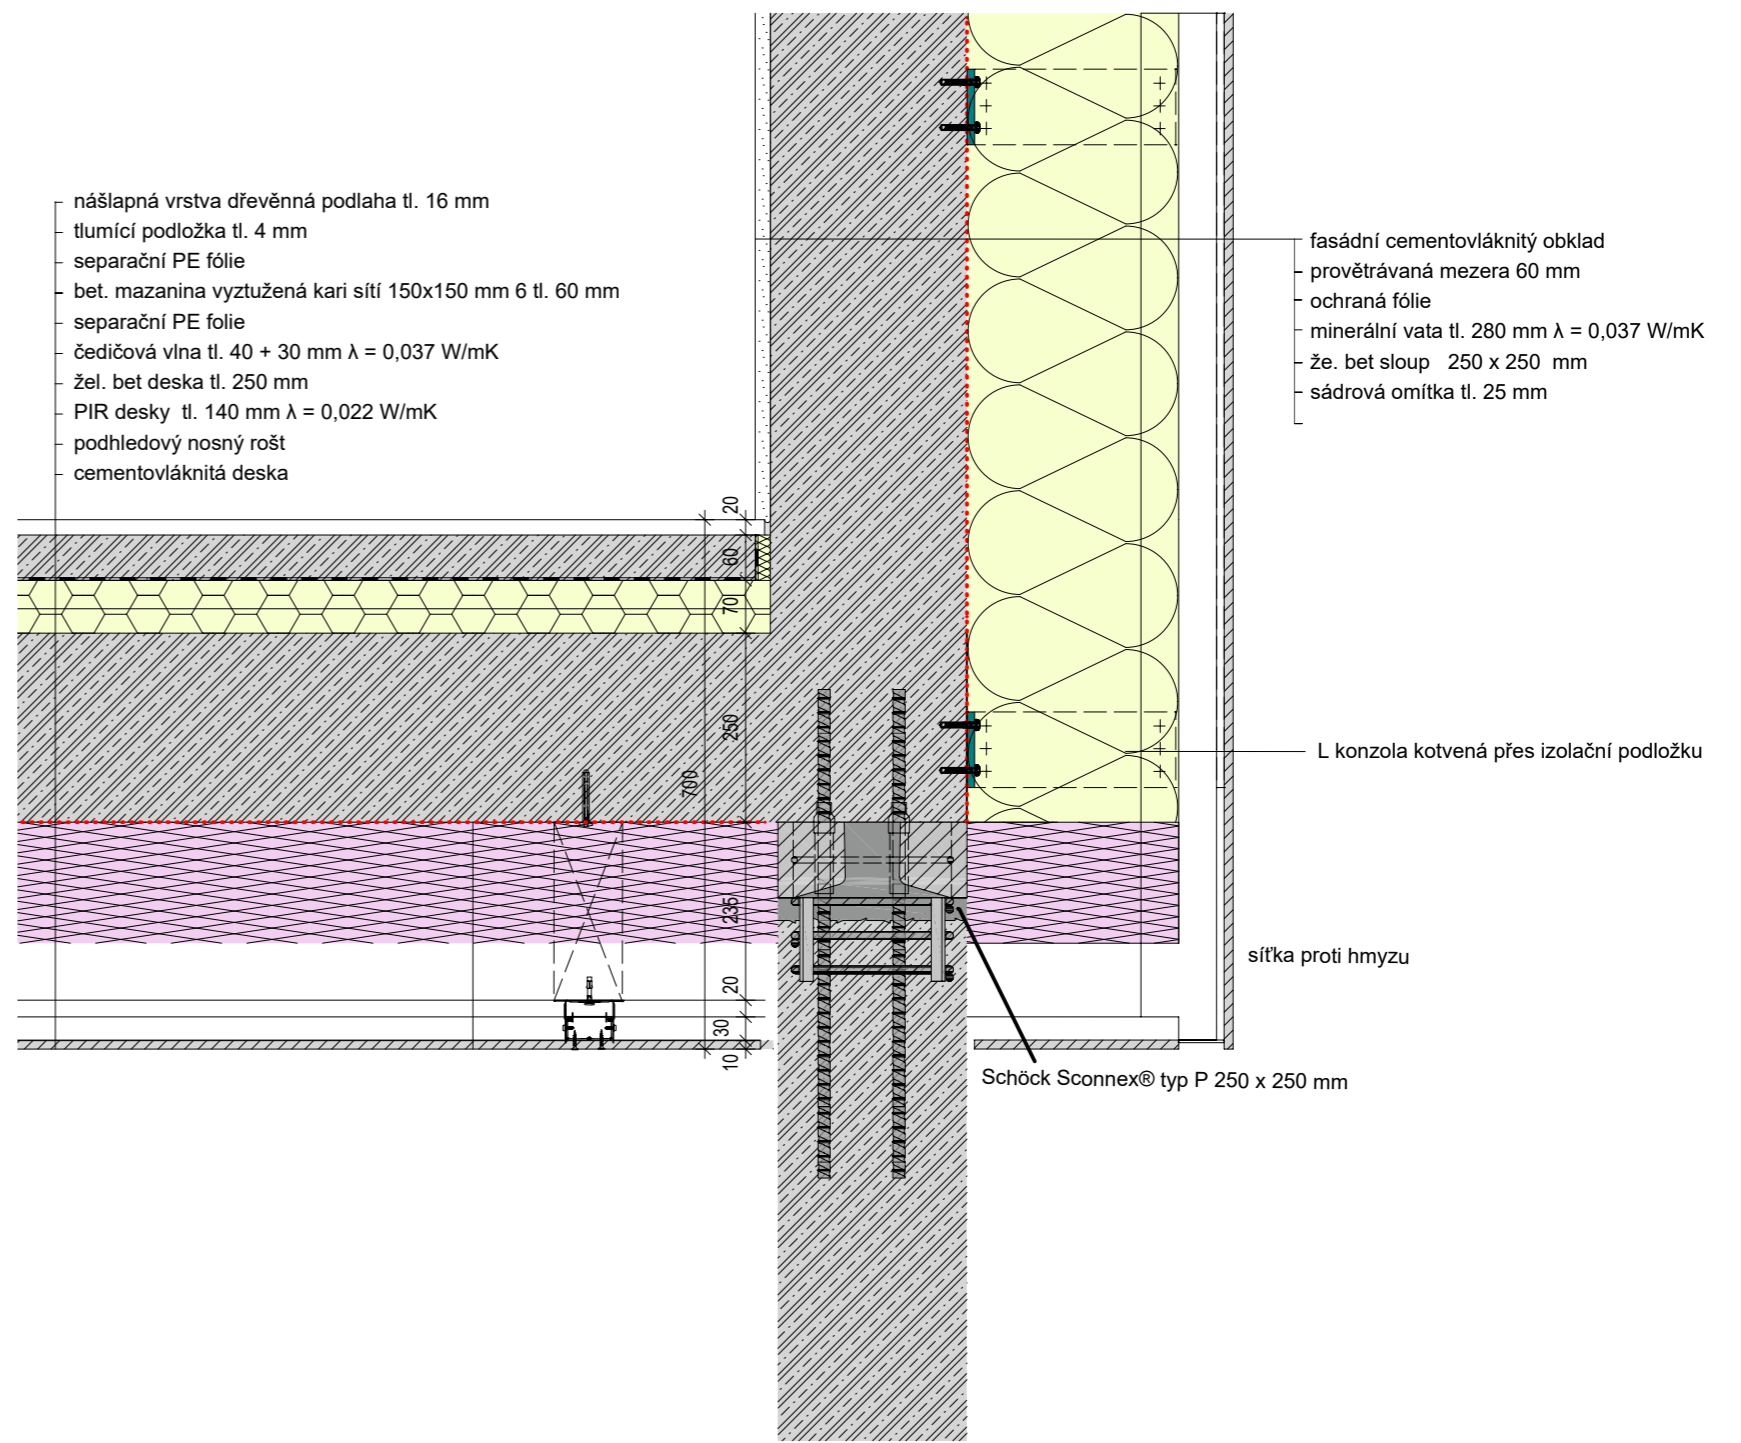 nášlapná vrstva dřevěnná podlaha tl. 16 mm
tlumící podložka tl. 4 mm
separační PE fólie
bet. mazanina vyztužená kari sítí 150x150 mm 6 tl. 60 mm
separační PE folie
čedičová vlna tl. 40 + 30 mm λ = 0,037 W/mK
žel. bet deska tl. 250 mm
PIR desky tl. 140 mm λ = 0,022 W/mK
podhledový nosný rošt
cementovláknitá deska
fasádní cementovláknitý obklad
provětrávaná mezera 60 mm
ochraná fólie
minerální vata tl. 280 mm λ = 0,037 W/mK
že. bet sloup 250 x 250 mm
sádrová omítka tl. 25 mm
20
60
70
250
700
235
20
30
10
L konzola kotvená přes izolační podložku
síťka proti hmyzu
Schöck Sconnex® typ P 250 x 250 mm